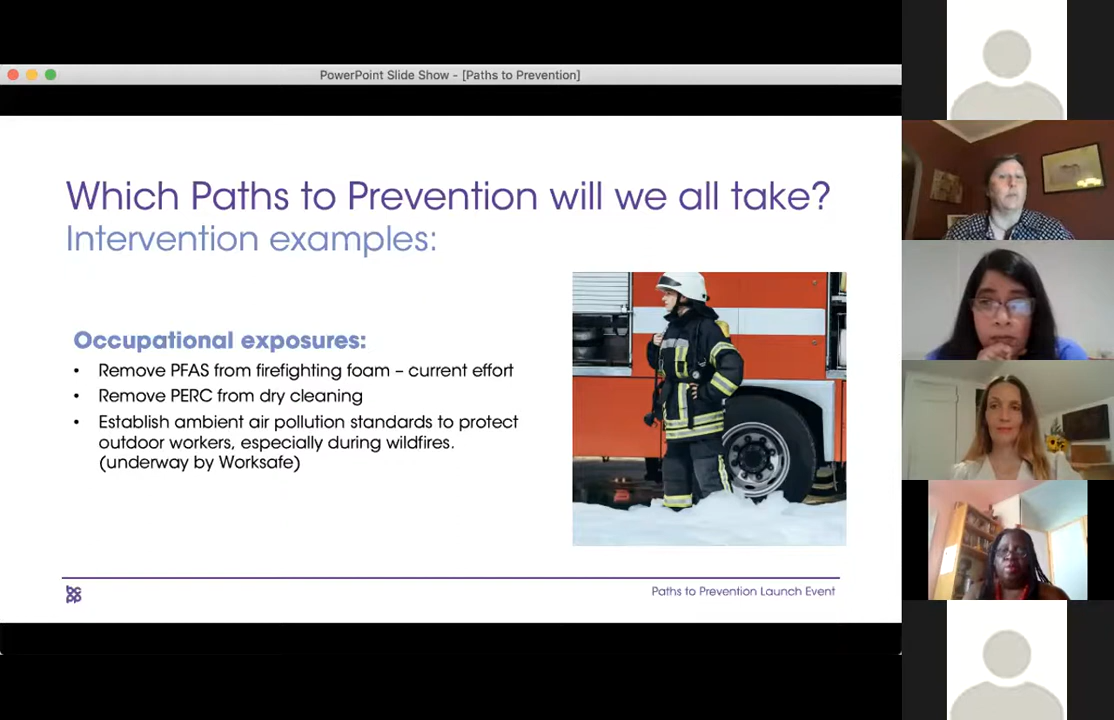 PowerPoint Slide Show - [Paths to Prevention]
Which Paths to Prevention will we all take?
Intervention examples:
Occupational exposures:
• Remove PFAS from firefighting foam – current effort
• Remove PERC from dry cleaning
• Establish ambient air pollution standards to protect
outdoor workers, especially during wildfires.
(underway by Worksafe)
bcpp
Paths to Prevention Launch Event